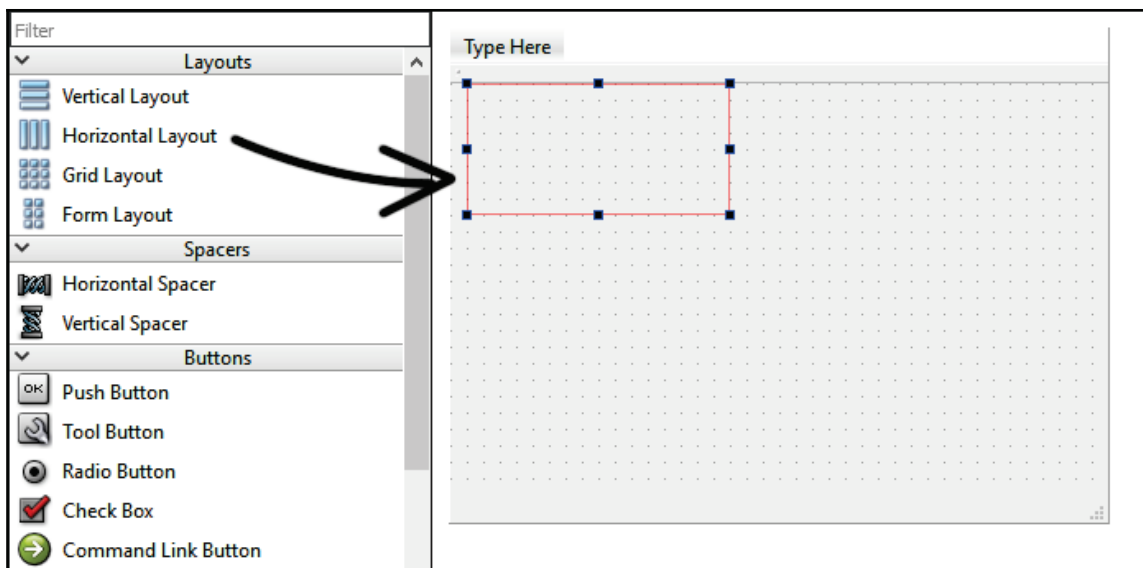 Filter
Layouts
Vertical Layout
Horizontal Layout
Grid Layout
Form Layout
Spacers
Horizontal Spacer
Vertical Spacer
Buttons
OK
Push Button
Tool Button
Radio Button
Check Box
Command Link Button
Type Here